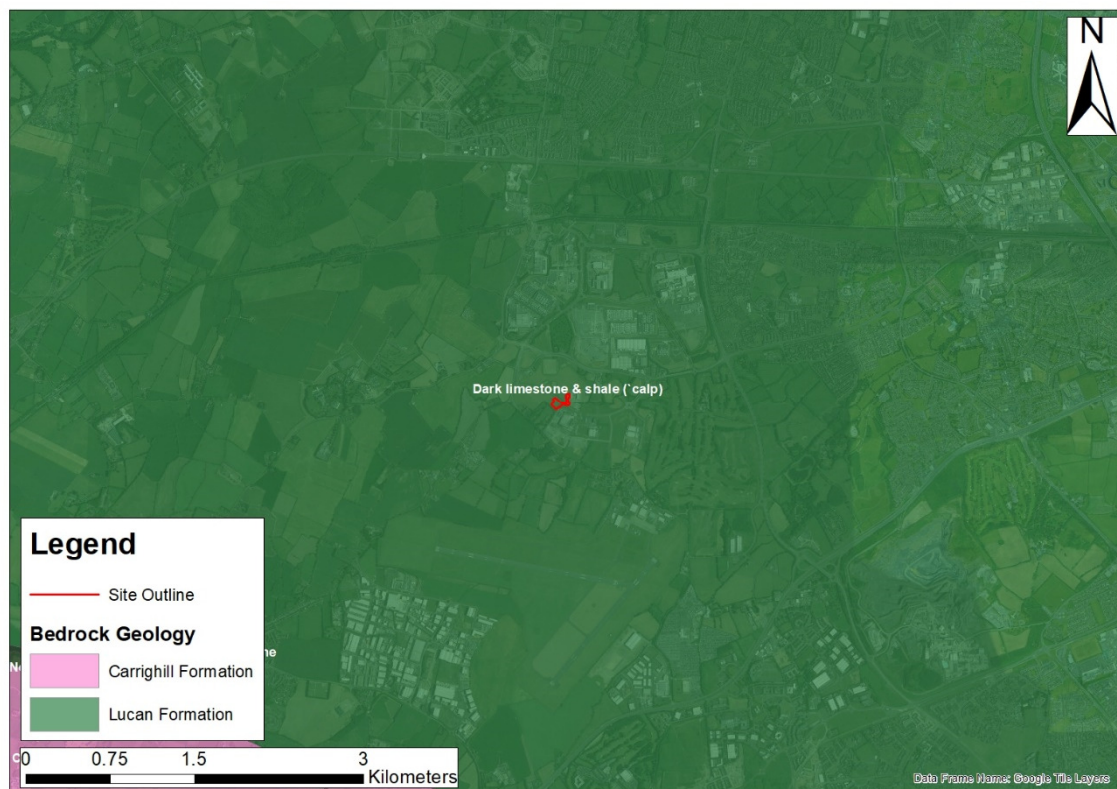 N
Dark limestone & shale (`calp)
Legend
Site Outline
Bedrock Geology
ne
Carrighill Formation
Lucan Formation
0 0.75 1.5 3
Kilometers
Data Frame Name: Google Tile Layers